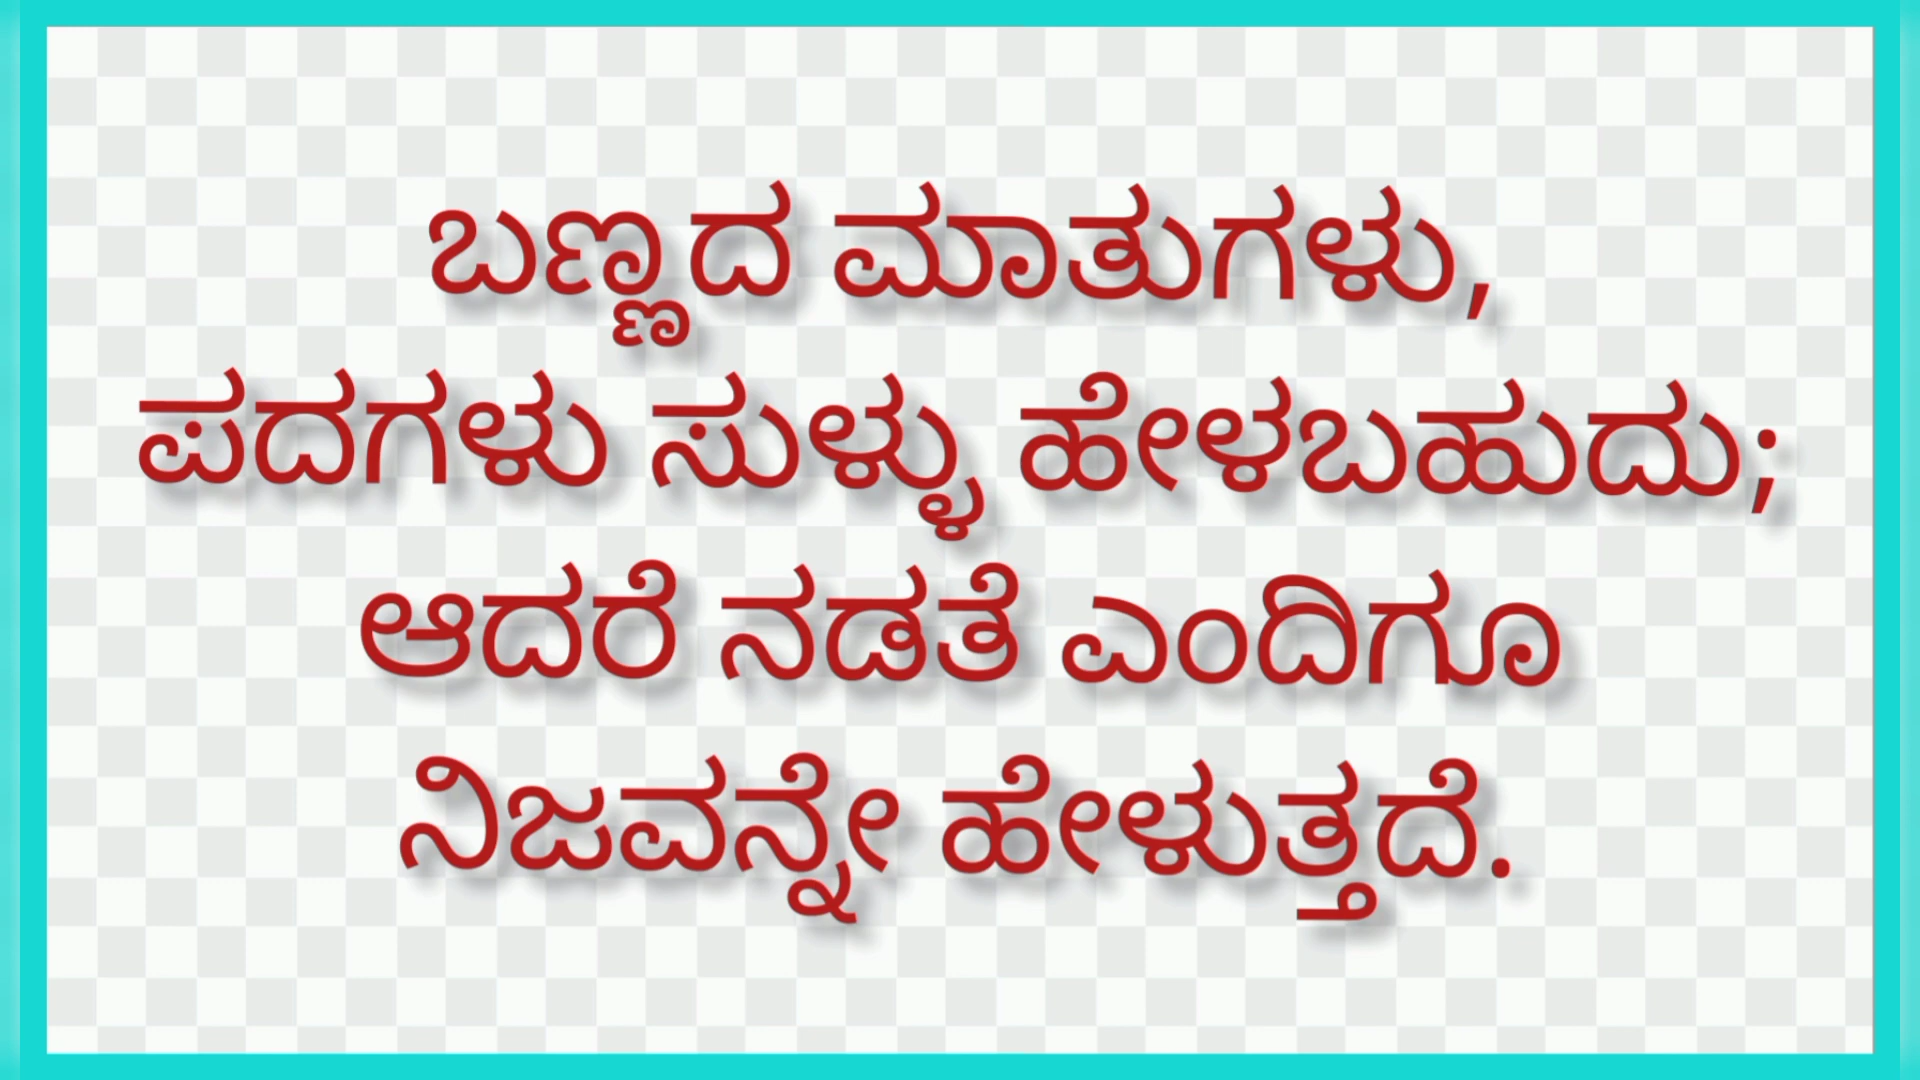 ಬಣ್ಣದ ಮಾತುಗಳು,
ಪದಗಳು ಸುಳ್ಳು ಹೇಳಬಹುದು;
ಆದರೆ ನಡತೆ ಎಂದಿಗೂ
ನಿಜವನ್ನೇ ಹೇಳುತ್ತದೆ.